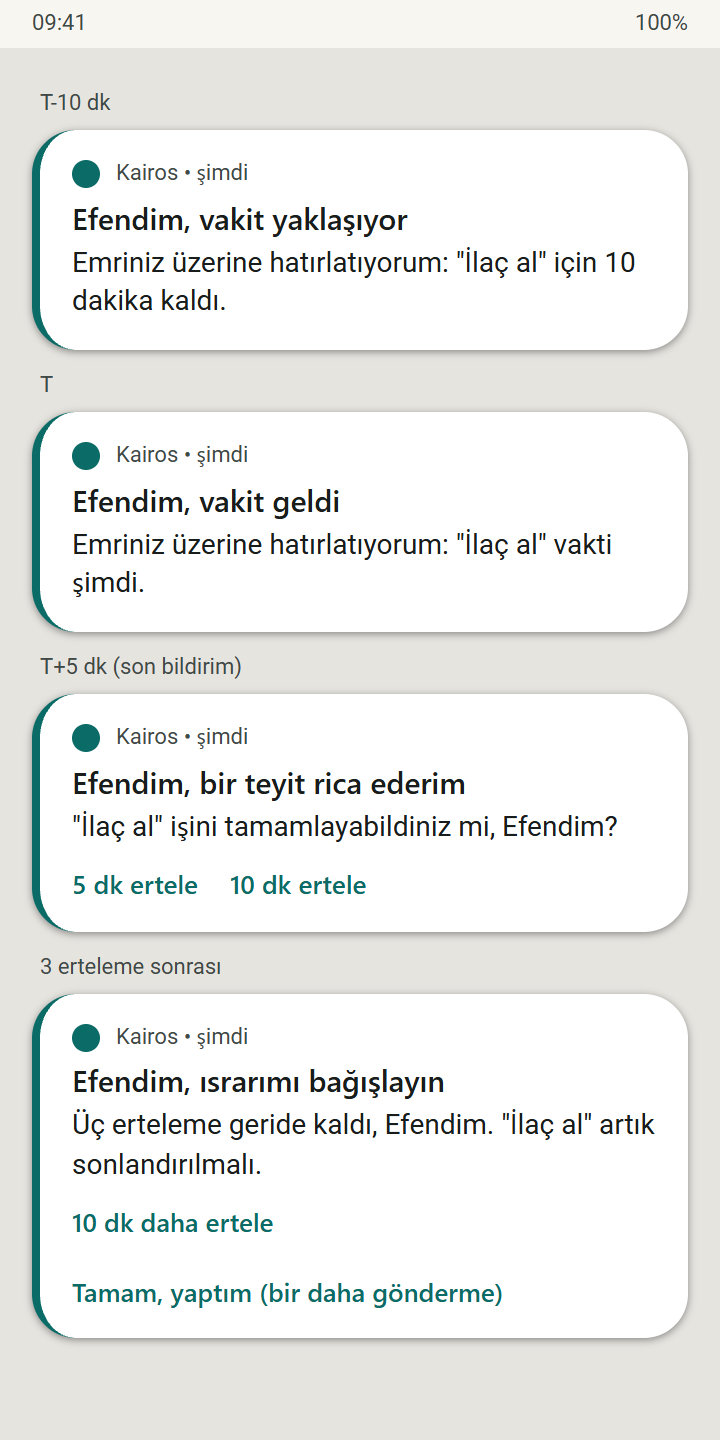 09:41 100%
T-10 dk
Kairos • şimdi
Efendim, vakit yaklaşıyor
Emriniz üzerine hatırlatıyorum: "İlaç al" için 10
dakika kaldı.
T
Kairos • şimdi
Efendim, vakit geldi
Emriniz üzerine hatırlatıyorum: "İlaç al" vakti
şimdi.
T+5 dk (son bildirim)
Kairos • şimdi
Efendim, bir teyit rica ederim
"İlaç al" işini tamamlayabildiniz mi, Efendim?
5 dk ertele 10 dk ertele
3 erteleme sonrası
Kairos • şimdi
Efendim, ısrarımı bağışlayın
Üç erteleme geride kaldı, Efendim. "İlaç al" artık
sonlandırılmalı.
10 dk daha ertele
Tamam, yaptım (bir daha gönderme)